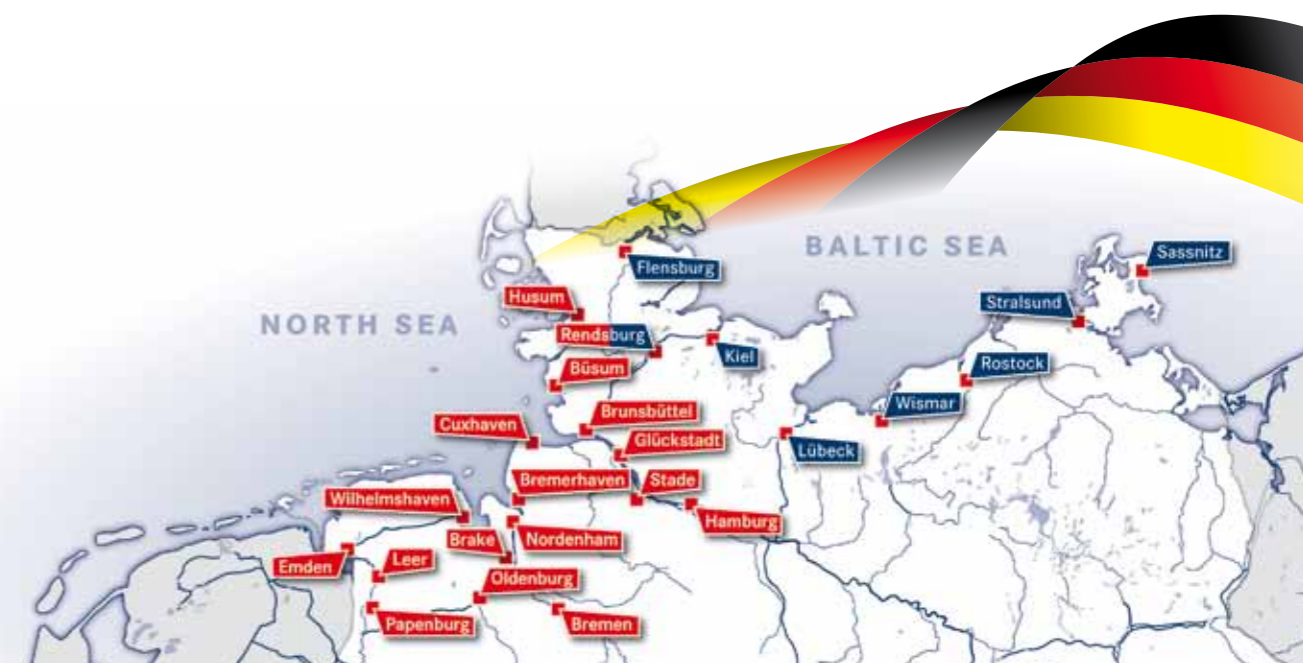 BALTIC SEA
Sassnitz
Flensburg
Husum
Stralsund
NORTH SEA
Rendsburg
Kiel
Rostock
Büsum
Wismar
Brunsbüttel
Cuxhaven
Glückstadt
Lübeck
Bremerhaven
Stade
Wilhelmshaven
Hamburg
Brake
Nordenham
Leer
Emden
Oldenburg
Papenburg
Bremen